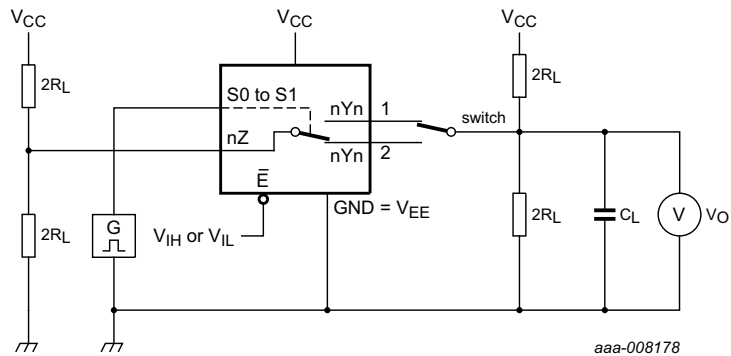 VCC
VCC
VCC
2RL
2RL
S0 to S1
nYn 1
switch
nZ
nYn 2
E̅
2RL
G
GND = VEE
2RL
CL
V
VO
VIH or VIL
aaa-008178